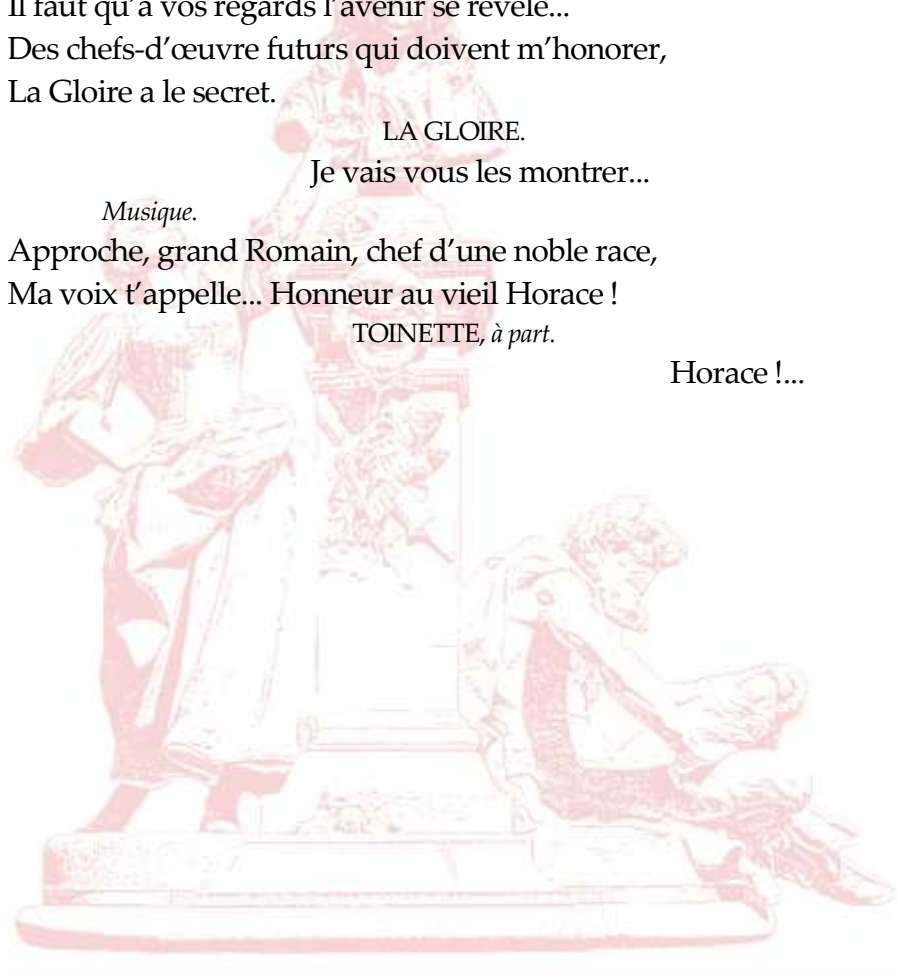 Il faut qu’à vos regards l’avenir se révèle...
Des chefs-d’œuvre futurs qui doivent m’honorer,
La Gloire a le secret.
LA GLOIRE.
Je vais vous les montrer...
Musique.
Approche, grand Romain, chef d’une noble race,
Ma voix t’appelle... Honneur au vieil Horace !
TOINETTE, à part.
Horace !...